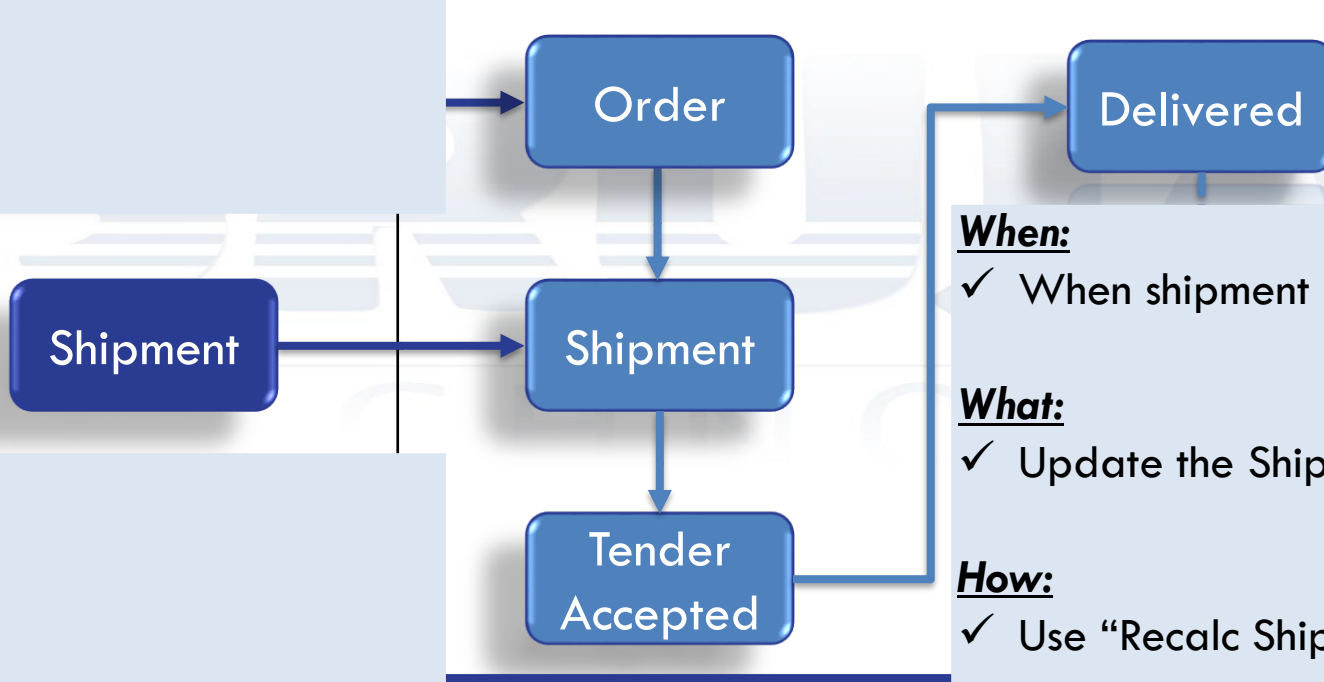 Order
Delivered
Shipment
Shipment
Tender
Accepted
When:
✓ When shipment
What:
✓ Update the Ship
How:
✓ Use “Recalc Ship